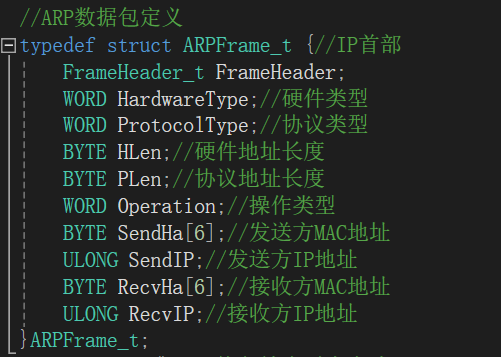 //ARP数据包定义
typedef struct ARPFrame_t {//IP首部
FrameHeader_t FrameHeader;
WORD HardwareType;//硬件类型
WORD ProtocolType;//协议类型
BYTE HLen;//硬件地址长度
BYTE PLen;//协议地址长度
WORD Operation;//操作类型
BYTE SendHa[6];//发送方MAC地址
ULONG SendIP;//发送方IP地址
BYTE RecvHa[6];//接收方MAC地址
ULONG RecvIP;//接收方IP地址
}ARPFrame_t;